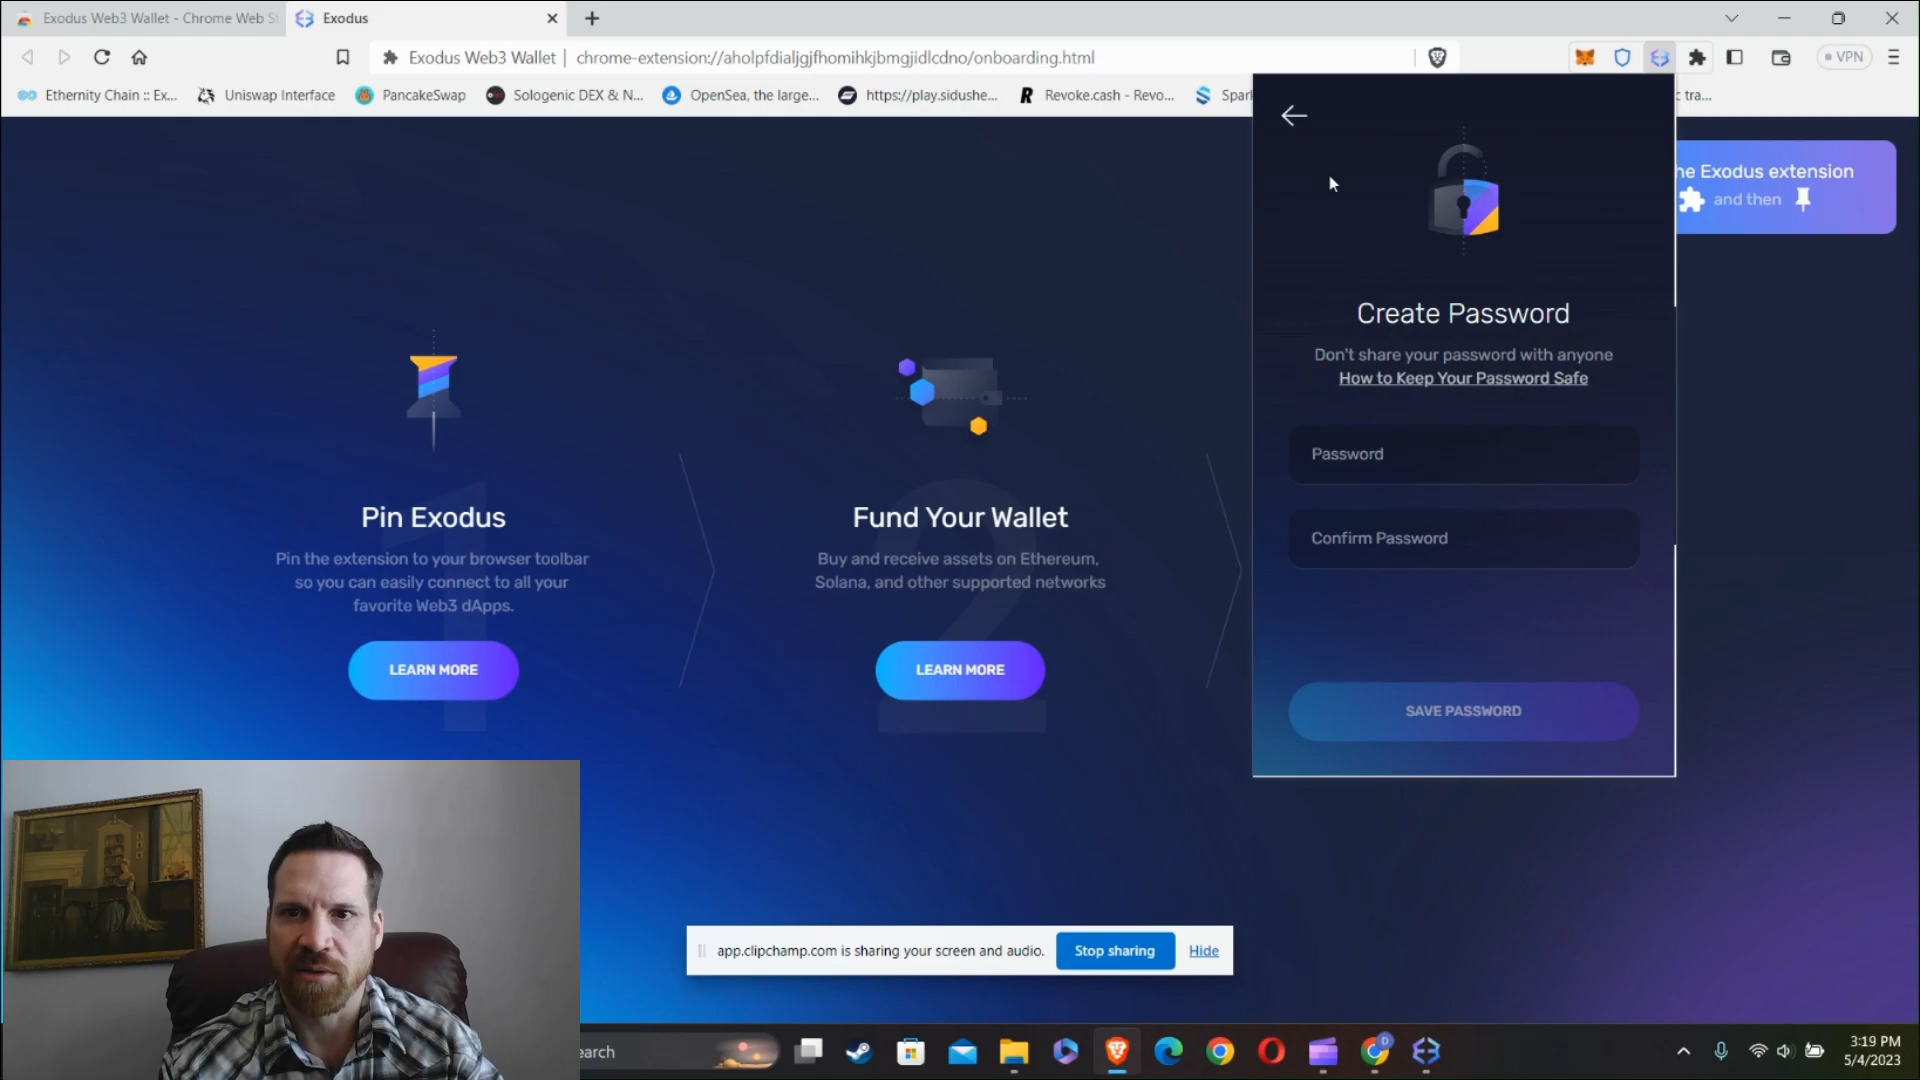 Exodus Web3 Wallet - Chrome Web St
Exodus
Exodus Web3 Wallet | chrome-extension://aholpfdialjgjfhomihkjbmgjidlcdno/onboarding.html
VPN
Ethernity Chain :: Ex...
Uniswap Interface
PancakeSwap
Sologenic DEX & N...
OpenSea, the large...
https://play.sidushe...
Revoke.cash - Revo...
Spar
c tra...
he Exodus extension
and then
Create Password
Don't share your password with anyone
How to Keep Your Password Safe
Password
Confirm Password
SAVE PASSWORD
1
Pin Exodus
Pin the extension to your browser toolbar
so you can easily connect to all your
favorite Web3 dApps.
LEARN MORE
2
Fund Your Wallet
Buy and receive assets on Ethereum,
Solana, and other supported networks
LEARN MORE
app.clipchamp.com is sharing your screen and audio.
Stop sharing
Hide
earch
D
3:19 PM
5/4/2023